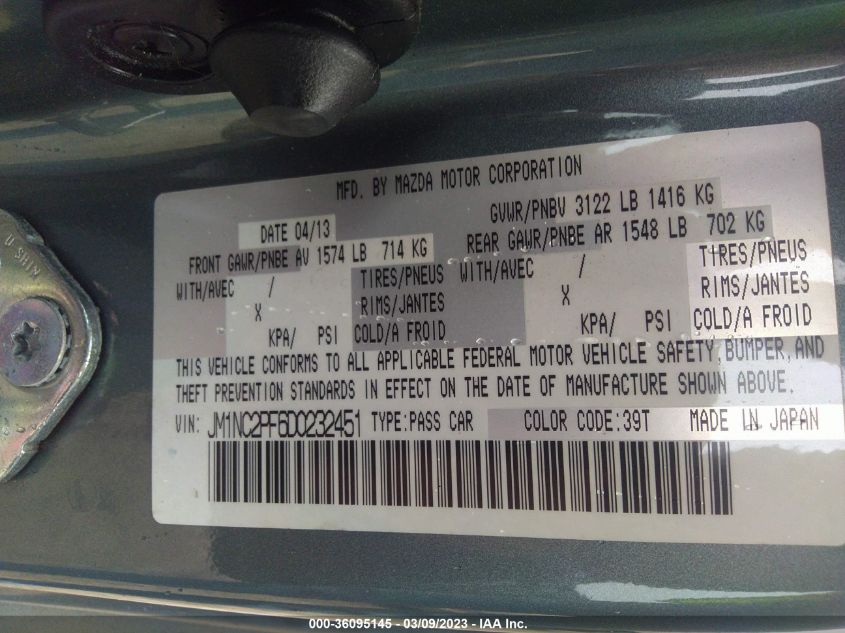 U SHIN
MFD. BY MAZDA MOTOR CORPORATION
DATE 04/13 GVWR/PNBV 3122 LB 1416 KG
FRONT GAWR/PNBE AV 1574 LB 714 KG REAR GAWR/PNBE AR 1548 LB 702 KG
WITH/AVEC / TIRES/PNEUS WITH/AVEC / TIRES/PNEUS
X RIMS/JANTES X RIMS/JANTES
KPA/ PSI COLD/A FROID KPA/ PSI COLD/A FROID
THIS VEHICLE CONFORMS TO ALL APPLICABLE FEDERAL MOTOR VEHICLE SAFETY, BUMPER, AND
THEFT PREVENTION STANDARDS IN EFFECT ON THE DATE OF MANUFACTURE SHOWN ABOVE.
VIN: JM1NC2PF6D0232451 TYPE:PASS CAR COLOR CODE:39T MADE IN JAPAN
000-36095145 - 03/09/2023 - IAA Inc.